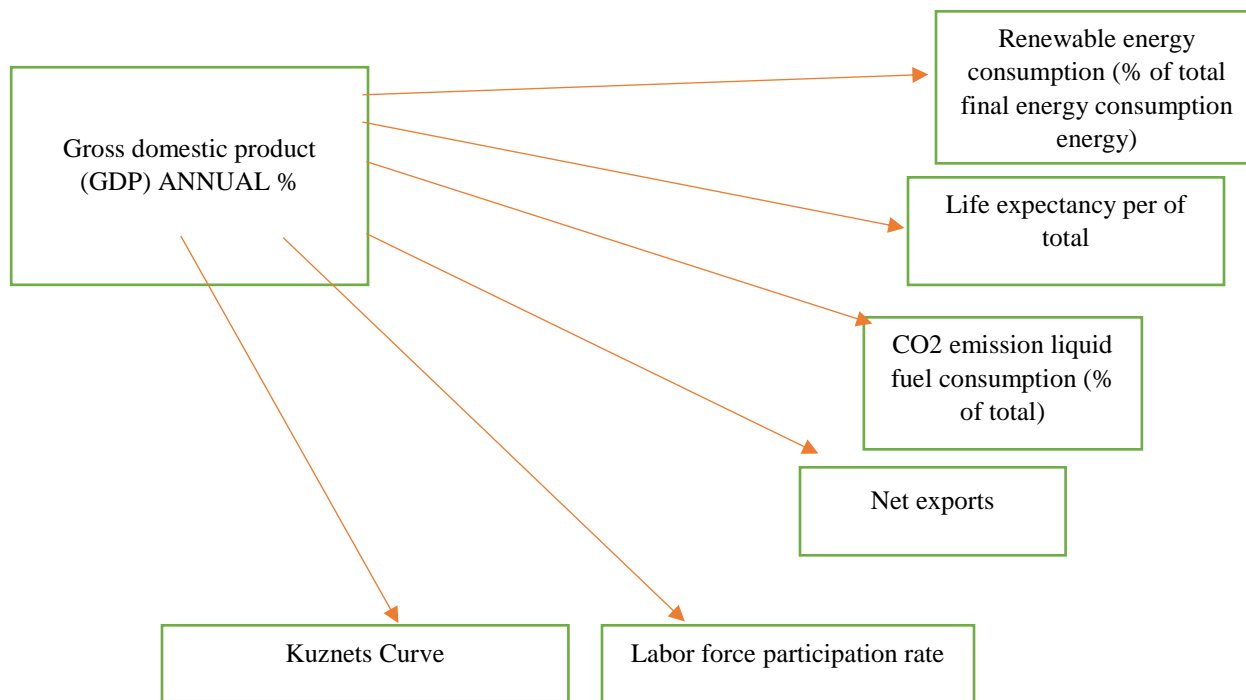 Gross domestic product
(GDP) ANNUAL %
Renewable energy
consumption (% of total
final energy consumption
energy)
Life expectancy per of
total
CO2 emission liquid
fuel consumption (%
of total)
Net exports
Kuznets Curve
Labor force participation rate